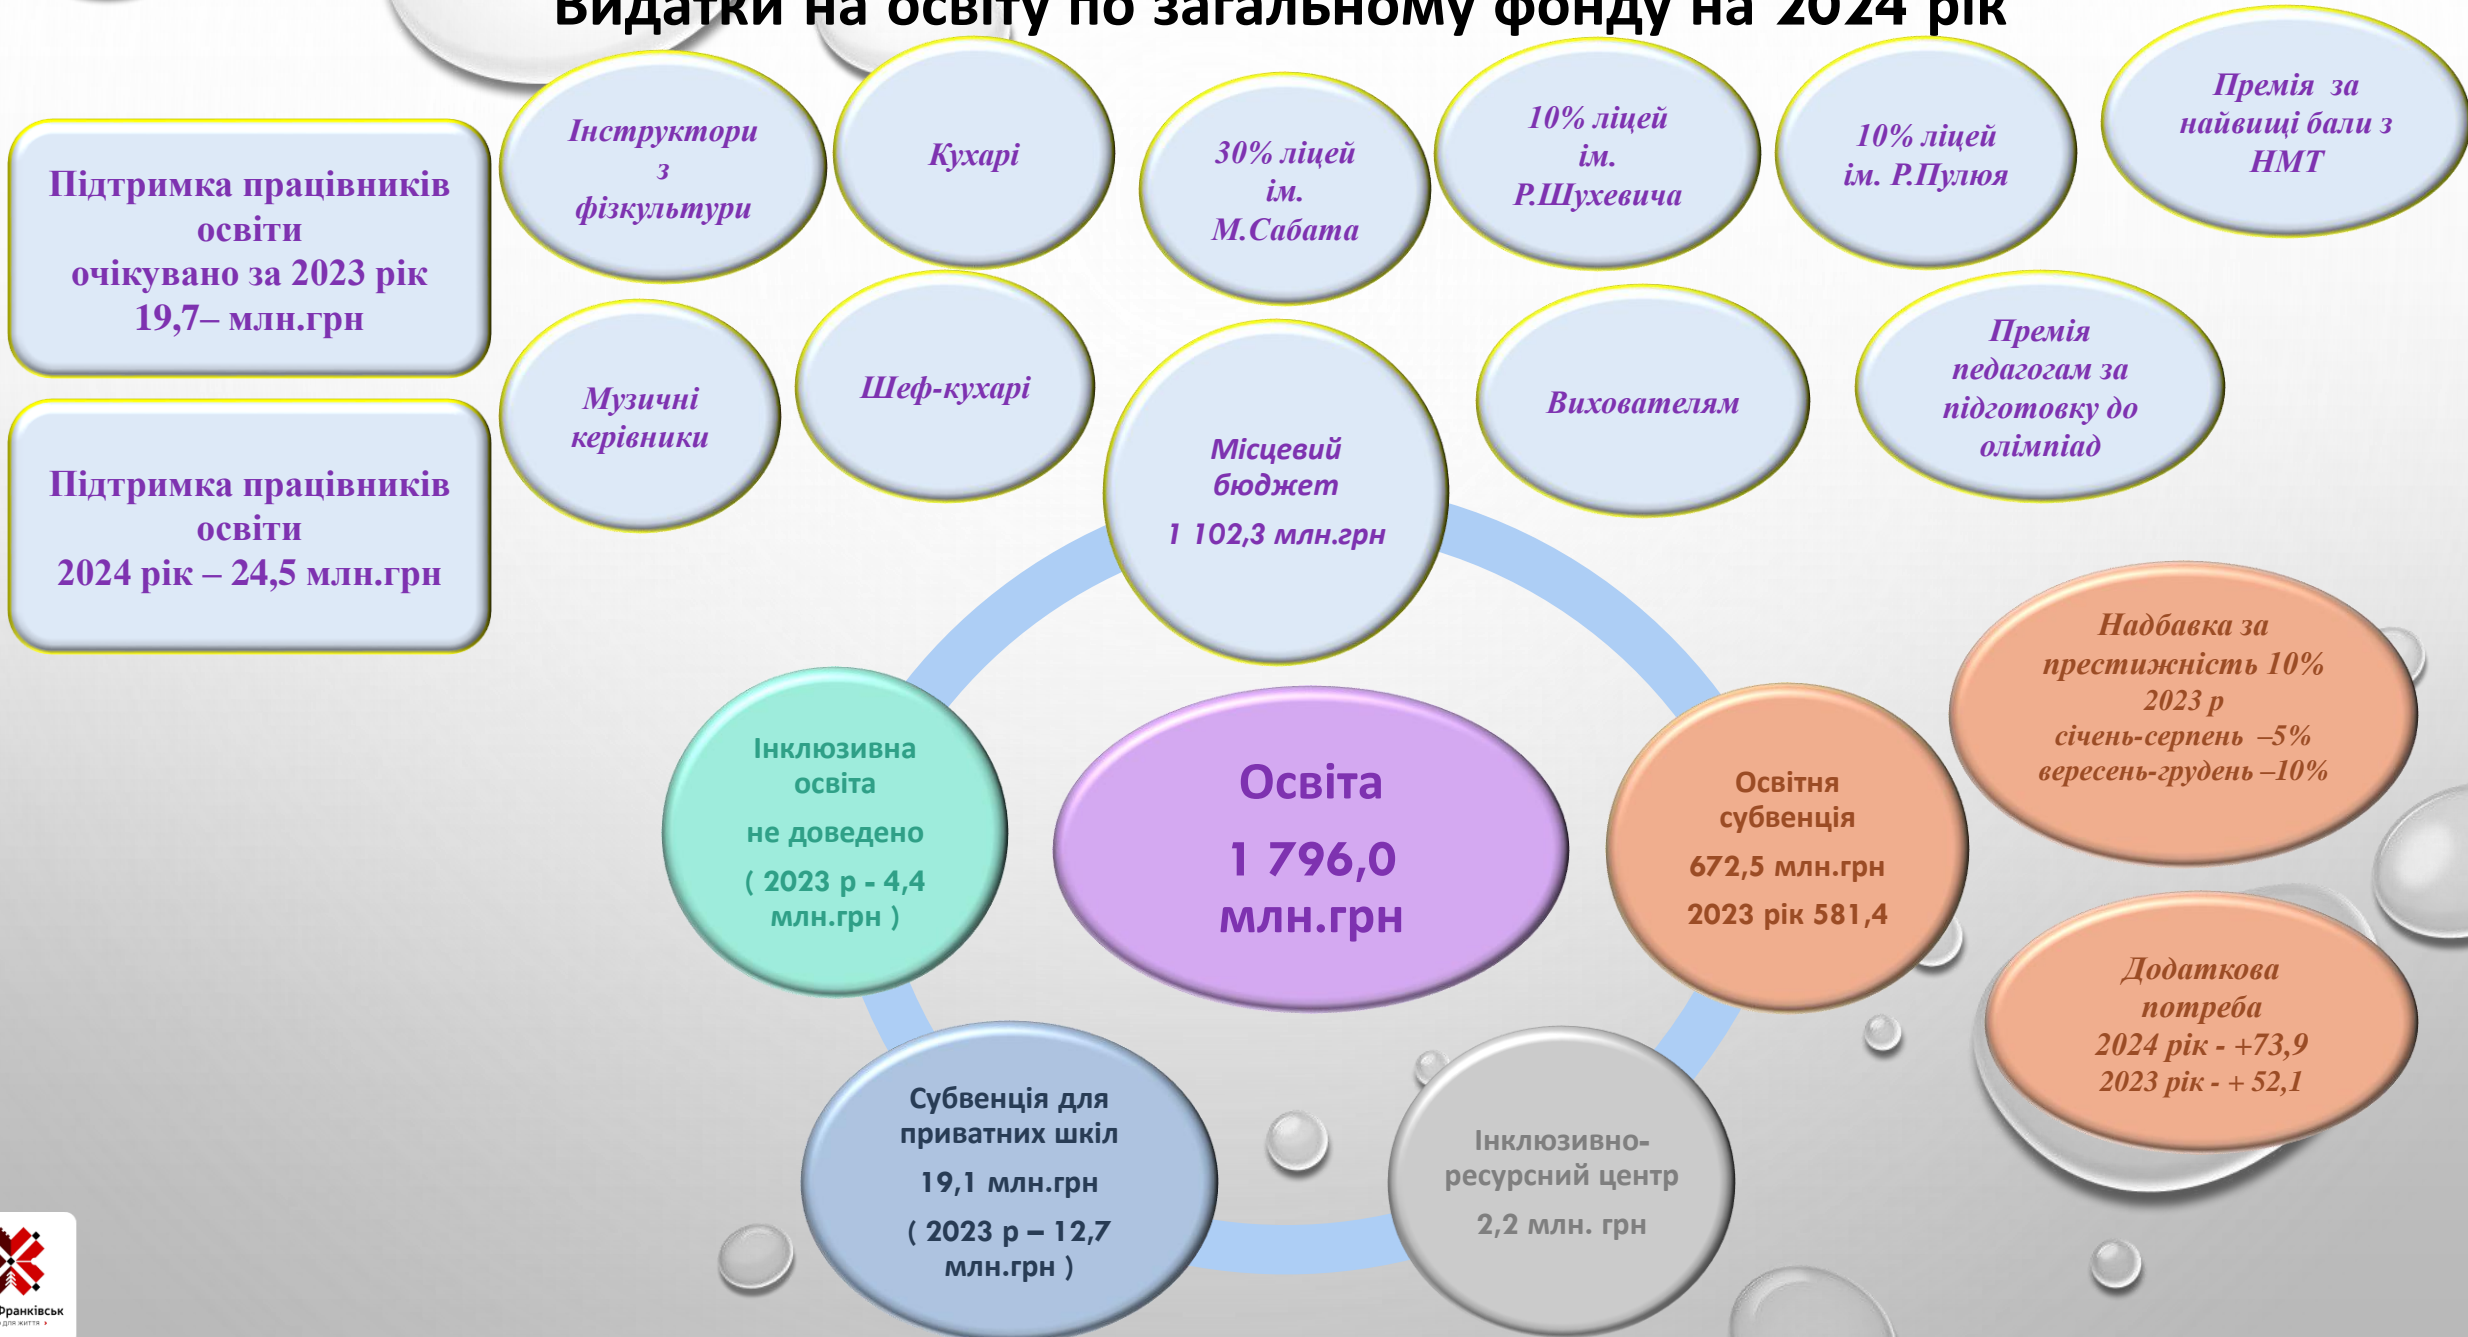 Видатки на освіту по загальному фонду на 2024 рік
Підтримка працівників
освіти
очікувано за 2023 рік
19,7– млн.грн
Підтримка працівників
освіти
2024 рік – 24,5 млн.грн
Інструктори
з
фізкультури
Кухарі
30% ліцей
ім.
М.Сабата
10% ліцей
ім.
Р.Шухевича
10% ліцей
ім. Р.Пулюя
Премія за
найвищі бали з
НМТ
Музичні
керівники
Шеф-кухарі
Вихователям
Премія
педагогам за
підготовку до
олімпіад
Місцевий
бюджет
1 102,3 млн.грн
Інклюзивна
освіта
не доведено
( 2023 р - 4,4
млн.грн )
Освіта
1 796,0
млн.грн
Освітня
субвенція
672,5 млн.грн
2023 рік 581,4
Надбавка за
престижність 10%
2023 р
січень-серпень –5%
вересень-грудень –10%
Додаткова
потреба
2024 рік - +73,9
2023 рік - + 52,1
Субвенція для
приватних шкіл
19,1 млн.грн
( 2023 р – 12,7
млн.грн )
Інклюзивно-
ресурсний центр
2,2 млн. грн
Франківськ
для життя